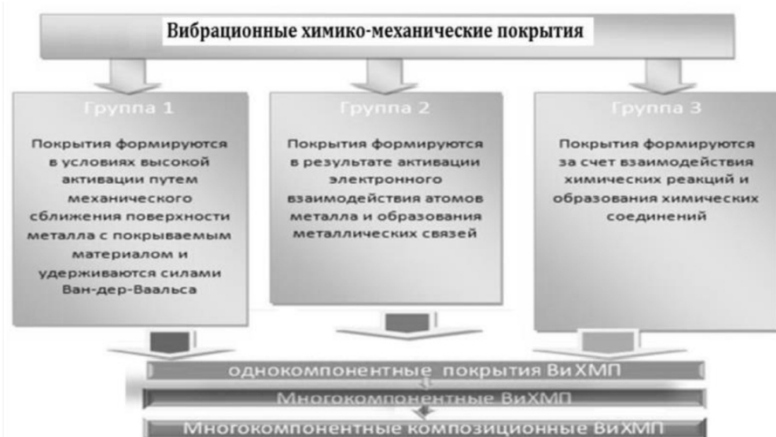 Вибрационные химико-механические покрытия
Группа 1
Покрытия формируются
в условиях высокой
активации путем
механического
сближения поверхности
металла с покрываемым
материалом и
удерживаются силами
Ван-дер-Ваальса
Группа 2
Покрытия формируются
в результате активации
электронного
взаимодействия атомов
металла и образования
металлических связей
Группа 3
Покрытия формируются
за счет взаимодействия
химических реакций и
образования химических
соединений
однокомпонентные покрытия ВиХМП
Многокомпонентные ВиХМП
Многокомпонентные композиционные ВиХМП